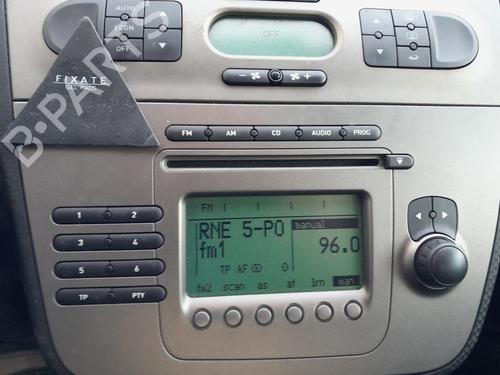 AUTO
ECON
OFF
OFF
FIXATE
GEL PADS
B-PARTS
FM AM CD AUDIO PROG
1 2
3 4
5 6
TP PTY
FM
RNE 5-PO manual
fm1 96.0
TP AF
fm2 scan as af lrn man